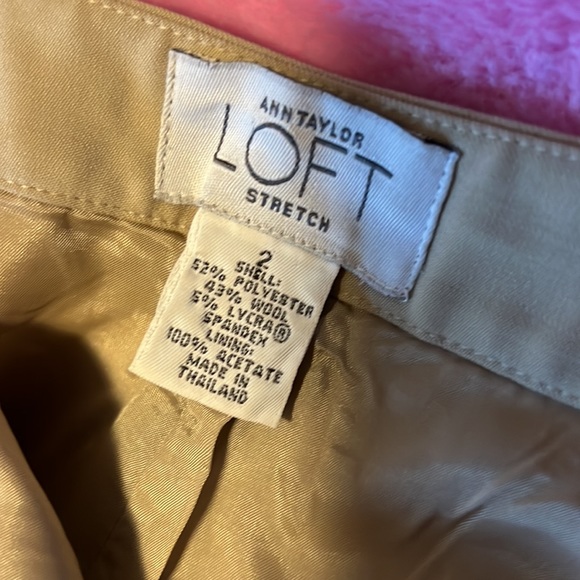 ANN TAYLOR
LOFT
STRETCH
2
SHELL:
52% POLYESTER
43% WOOL
5% LYCRA®
SPANDEX
LINING:
100% ACETATE
MADE IN
THAILAND